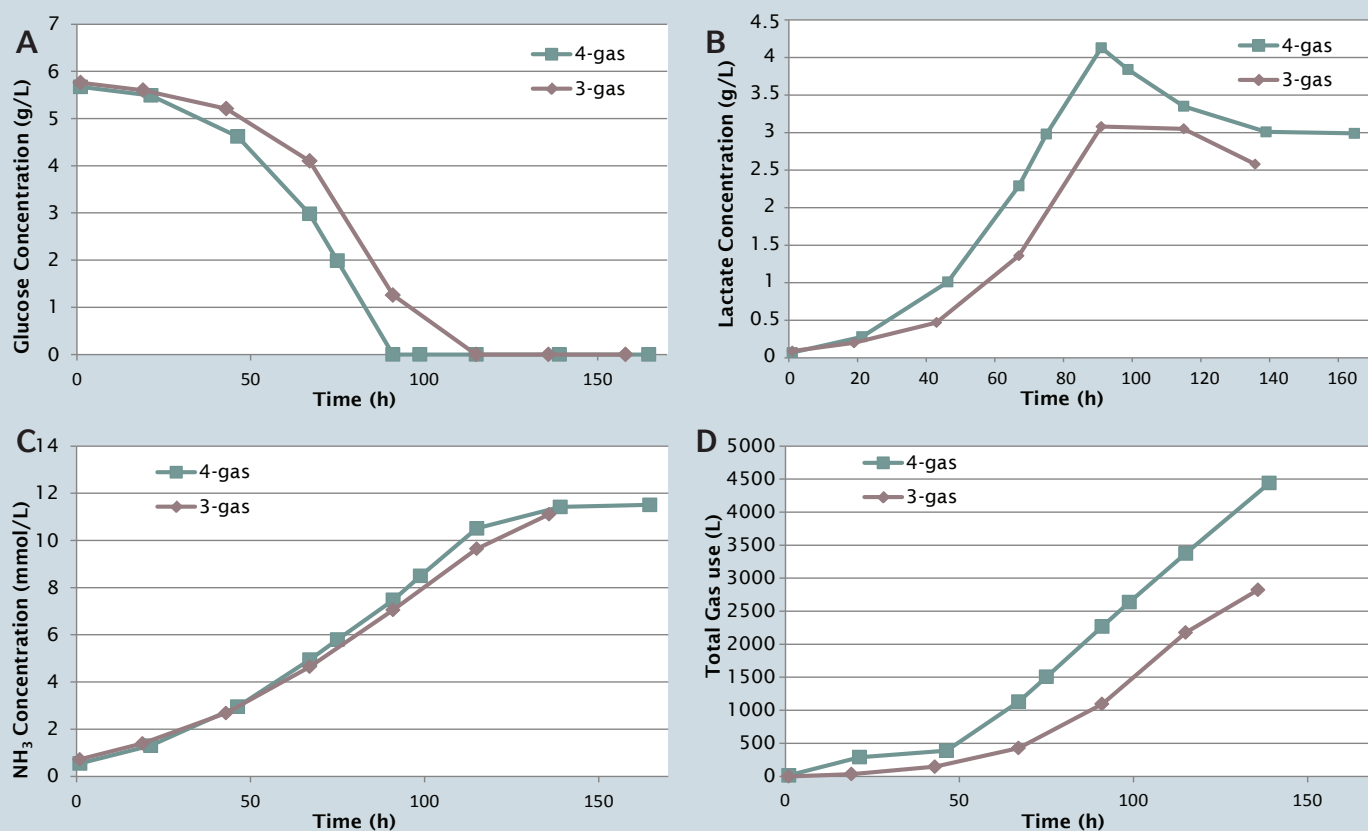 A
Glucose Concentration (g/L)
7
6
5
4
3
2
1
0
4-gas
3-gas
0 50 100 150
Time (h)
B
Lactate Concentration (g/L)
4.5
4
3.5
3
2.5
2
1.5
1
0.5
0
4-gas
3-gas
0 20 40 60 80 100 120 140 160
Time (h)
C
NH3 Concentration (mmol/L)
14
12
10
8
6
4
2
0
4-gas
3-gas
0 50 100 150
Time (h)
D
Total Gas use (L)
5000
4500
4000
3500
3000
2500
2000
1500
1000
500
0
4-gas
3-gas
0 50 100 150
Time (h)